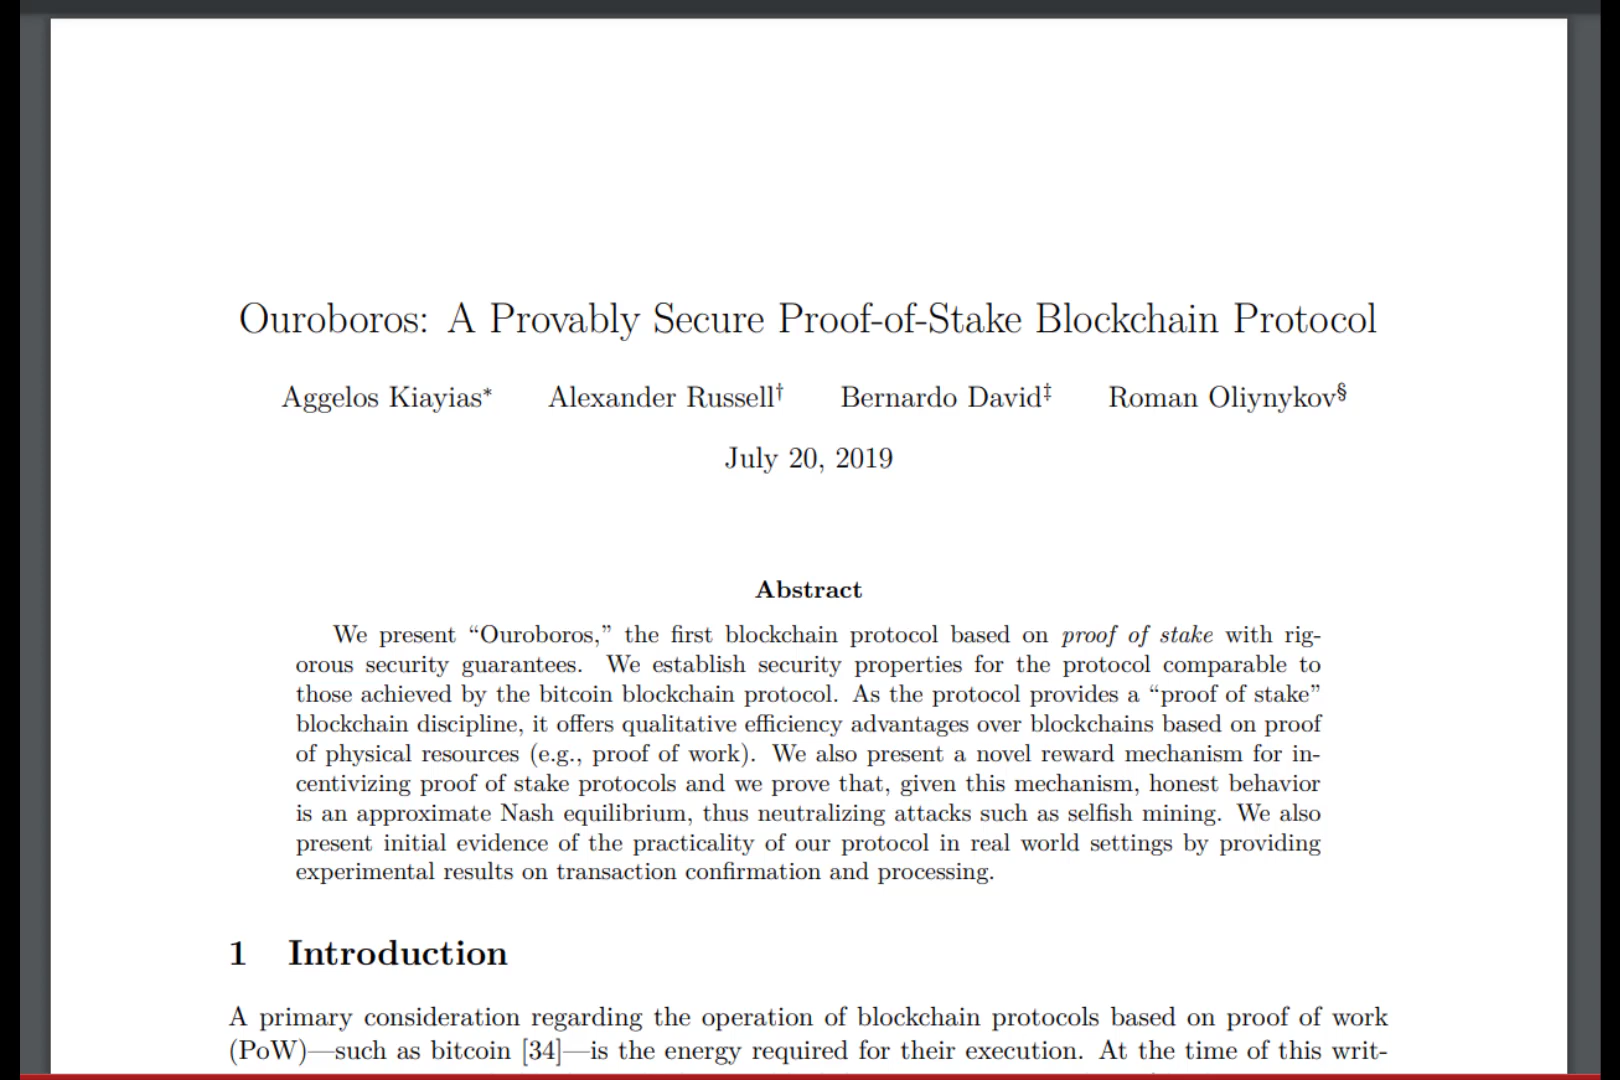 Ouroboros: A Provably Secure Proof-of-Stake Blockchain Protocol
Aggelos Kiayias* Alexander Russell† Bernardo David‡ Roman Oliynykov§
July 20, 2019
Abstract
We present “Ouroboros,” the first blockchain protocol based on proof of stake with rig-
orous security guarantees. We establish security properties for the protocol comparable to
those achieved by the bitcoin blockchain protocol. As the protocol provides a “proof of stake”
blockchain discipline, it offers qualitative efficiency advantages over blockchains based on proof
of physical resources (e.g., proof of work). We also present a novel reward mechanism for in-
centivizing proof of stake protocols and we prove that, given this mechanism, honest behavior
is an approximate Nash equilibrium, thus neutralizing attacks such as selfish mining. We also
present initial evidence of the practicality of our protocol in real world settings by providing
experimental results on transaction confirmation and processing.
1 Introduction
A primary consideration regarding the operation of blockchain protocols based on proof of work
(PoW)—such as bitcoin [34]—is the energy required for their execution. At the time of this writ-